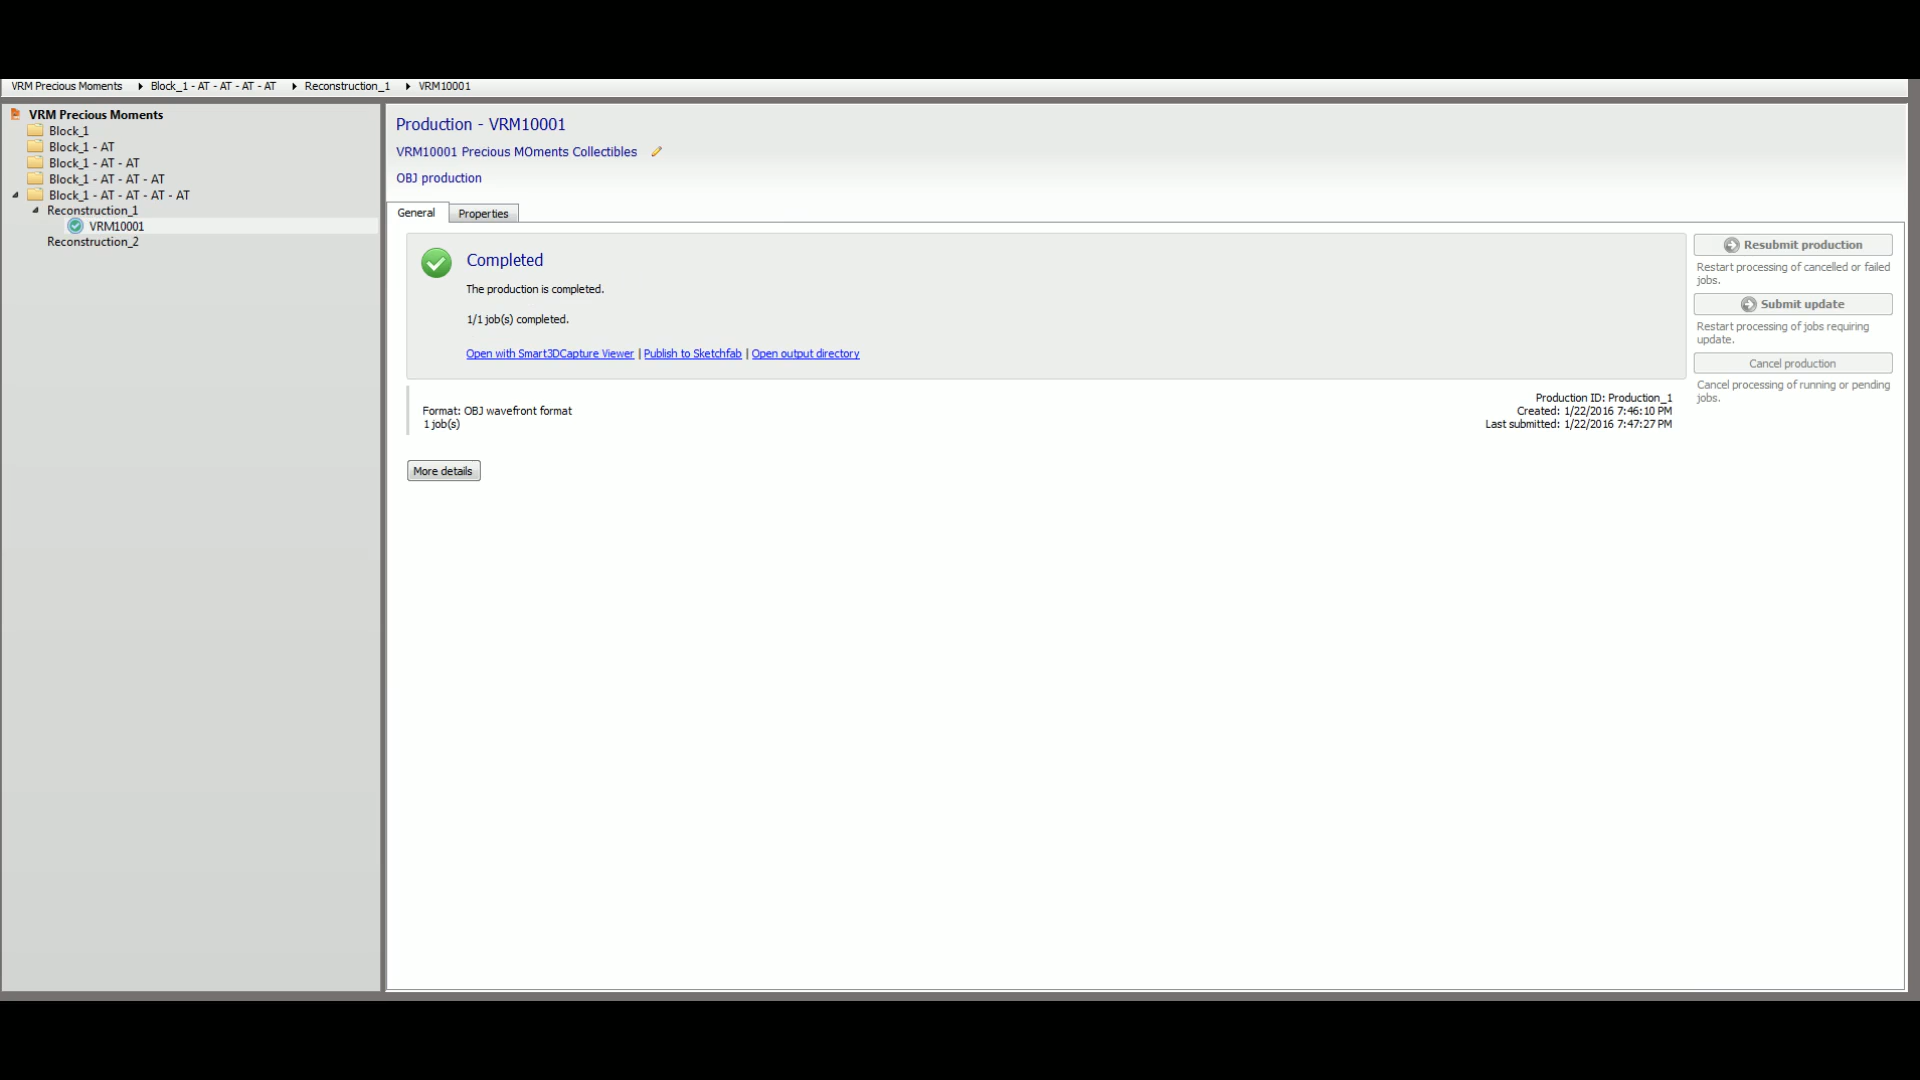 VRM Precious Moments Block_1 - AT - AT - AT - AT Reconstruction_1 VRM10001
VRM Precious Moments
Block_1
Block_1 - AT
Block_1 - AT - AT
Block_1 - AT - AT - AT
Block_1 - AT - AT - AT - AT
Reconstruction_1
VRM10001
Reconstruction_2
Production - VRM10001
VRM10001 Precious MOments Collectibles
OBJ production
General Properties
Completed
The production is completed.
1/1 job(s) completed.
Open with Smart3DCapture Viewer | Publish to Sketchfab | Open output directory
Format: OBJ wavefront format
1 job(s)
Production ID: Production_1
Created: 1/22/2016 7:46:10 PM
Last submitted: 1/22/2016 7:47:27 PM
More details
Resubmit production
Restart processing of cancelled or failed
jobs.
Submit update
Restart processing of jobs requiring
update.
Cancel production
Cancel processing of running or pending
jobs.